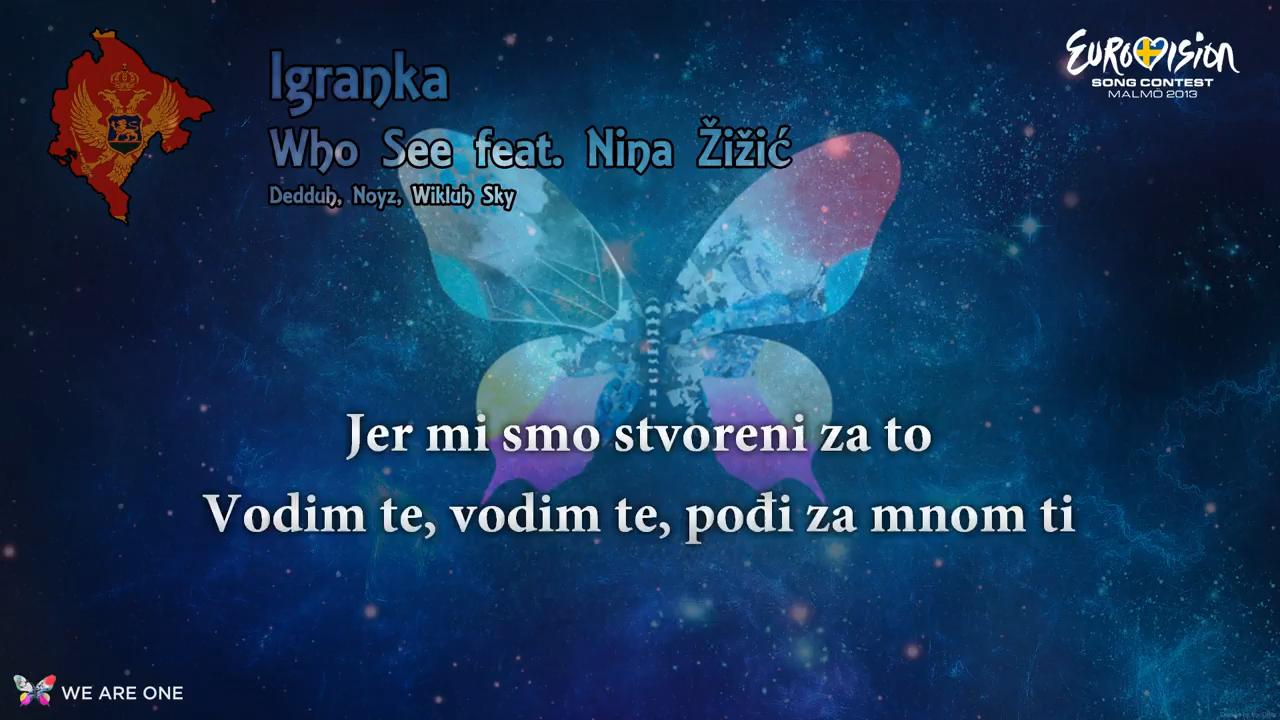 Igranka
Who See feat. Nina Žižić
Dedduh, Noyz, Wikluh Sky
EUROVISION
SONG CONTEST
MALMÖ 2013
Jer mi smo stvoreni za to
Vodim te, vodim te, pođi za mnom ti
WE ARE ONE